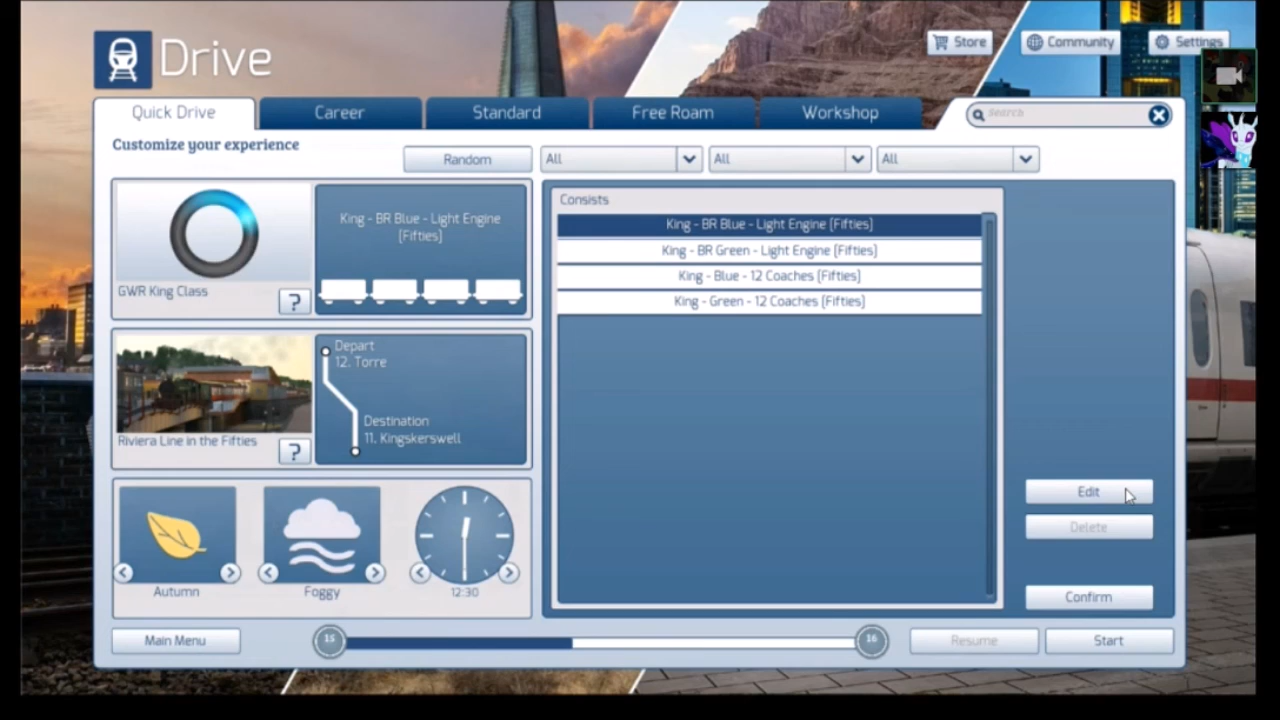 Drive
Store
Community
Settings
Quick Drive
Career
Standard
Free Roam
Workshop
Search
Customize your experience
Random
All
All
All
King - BR Blue - Light Engine
(Fifties)
GWR King Class
?
Consists
King - BR Blue - Light Engine (Fifties)
King - BR Green - Light Engine (Fifties)
King - Blue - 12 Coaches (Fifties)
King - Green - 12 Coaches (Fifties)
Depart
12. Torre
Destination
11. Kingskerswell
Riviera Line in the Fifties
?
Autumn
Foggy
12:30
Edit
Delete
Confirm
Main Menu
15
16
Resume
Start